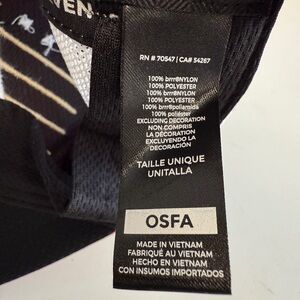 VEN
RN # 70547 | CA# 54267
100% brrr®NYLON
100% POLYESTER
100% brrr®NYLON
100% POLYESTER
100% brrr®poliamida
100% poliéster
EXCLUDING DECORATION
NON COMPRIS
LA DÉCORATION
EXCLUYENDO LA
DECORACIÓN
TAILLE UNIQUE
UNITALLA
OSFA
MADE IN VIETNAM
FABRIQUÉ AU VIETNAM
HECHO EN VIETNAM
CON INSUMOS IMPORTADOS